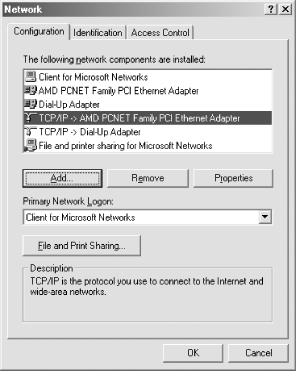 Network
? X
Configuration Identification Access Control
The following network components are installed:
Client for Microsoft Networks
AMD PCNET Family PCI Ethernet Adapter
Dial-Up Adapter
TCP/IP -> AMD PCNET Family PCI Ethernet Adapter
TCP/IP -> Dial-Up Adapter
File and printer sharing for Microsoft Networks
Add... Remove Properties
Primary Network Logon:
Client for Microsoft Networks
File and Print Sharing...
Description
TCP/IP is the protocol you use to connect to the Internet and
wide-area networks.
OK Cancel